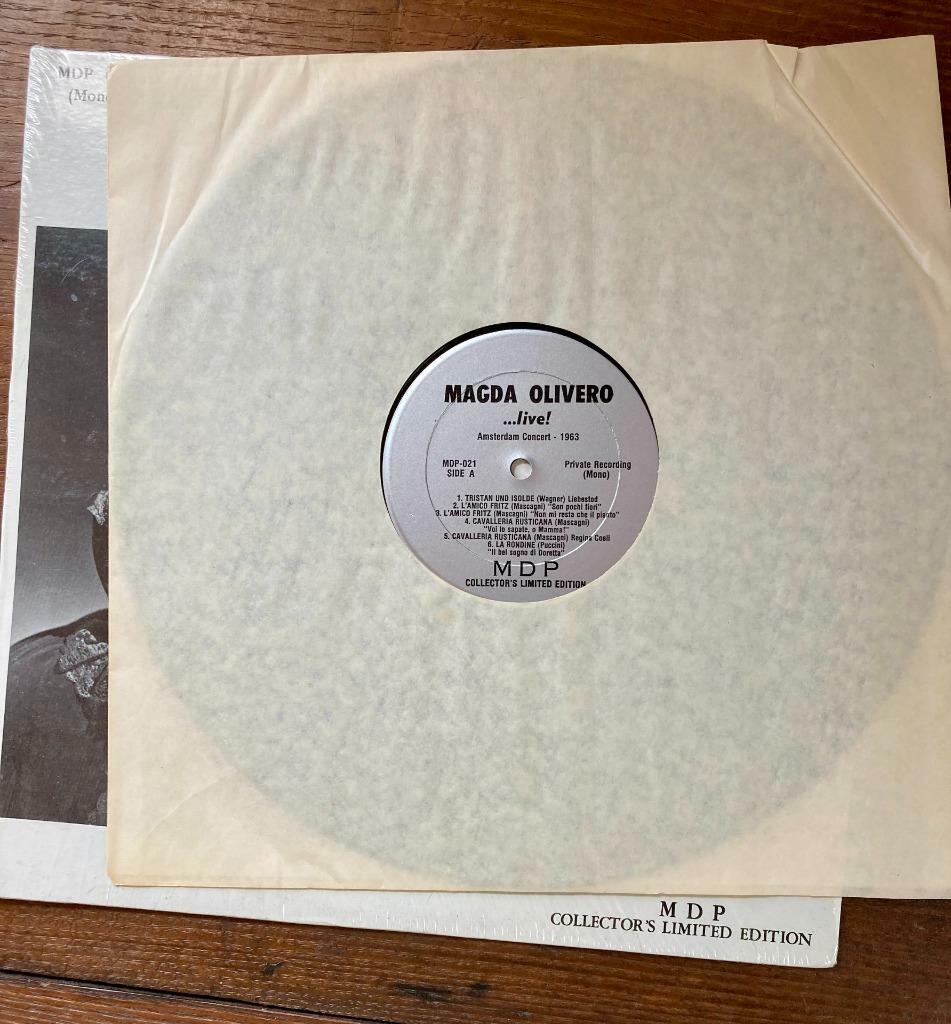 MDP
(Mono
MAGDA OLIVERO
...live!
Amsterdam Concert - 1963
MDP-021
SIDE A
Private Recording
(Mono)
1. TRISTAN UND ISOLDE (Wagner) Liebestod
2. L'AMICO FRITZ (Mascagni) "Son pochi fiori"
3. L'AMICO FRITZ (Mascagni) "Non mi resta che il pianto"
4. CAVALLERIA RUSTICANA (Mascagni)
"Voi lo sapate, o Mamma!"
5. CAVALLERIA RUSTICANA (Mascagni) Regina Coeli
6. LA RONDINE (Puccini)
"Il bel sogno di Doretta"
MDP
COLLECTOR'S LIMITED EDITION
MDP
COLLECTOR'S LIMITED EDITION